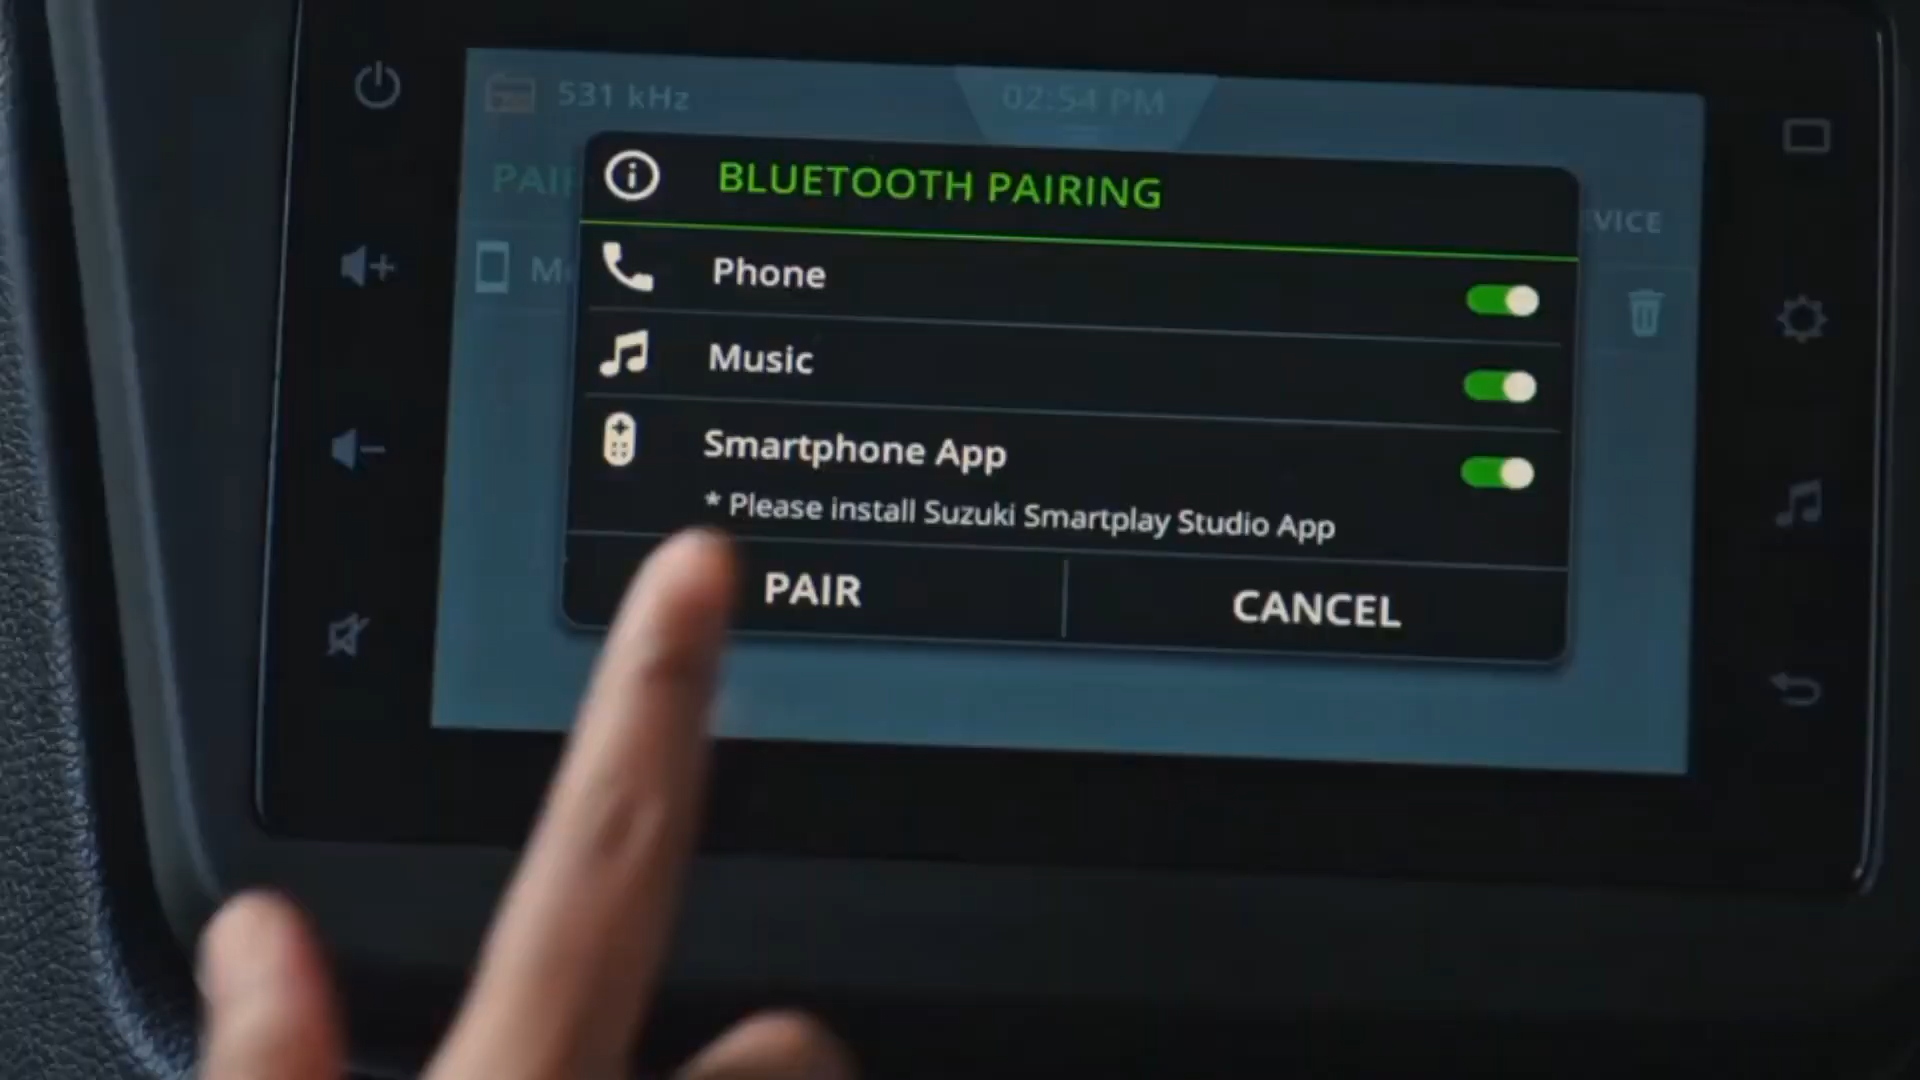 531 kHz
02:54 PM
BLUETOOTH PAIRING
Phone
Music
Smartphone App
* Please install Suzuki Smartplay Studio App
PAIR
CANCEL